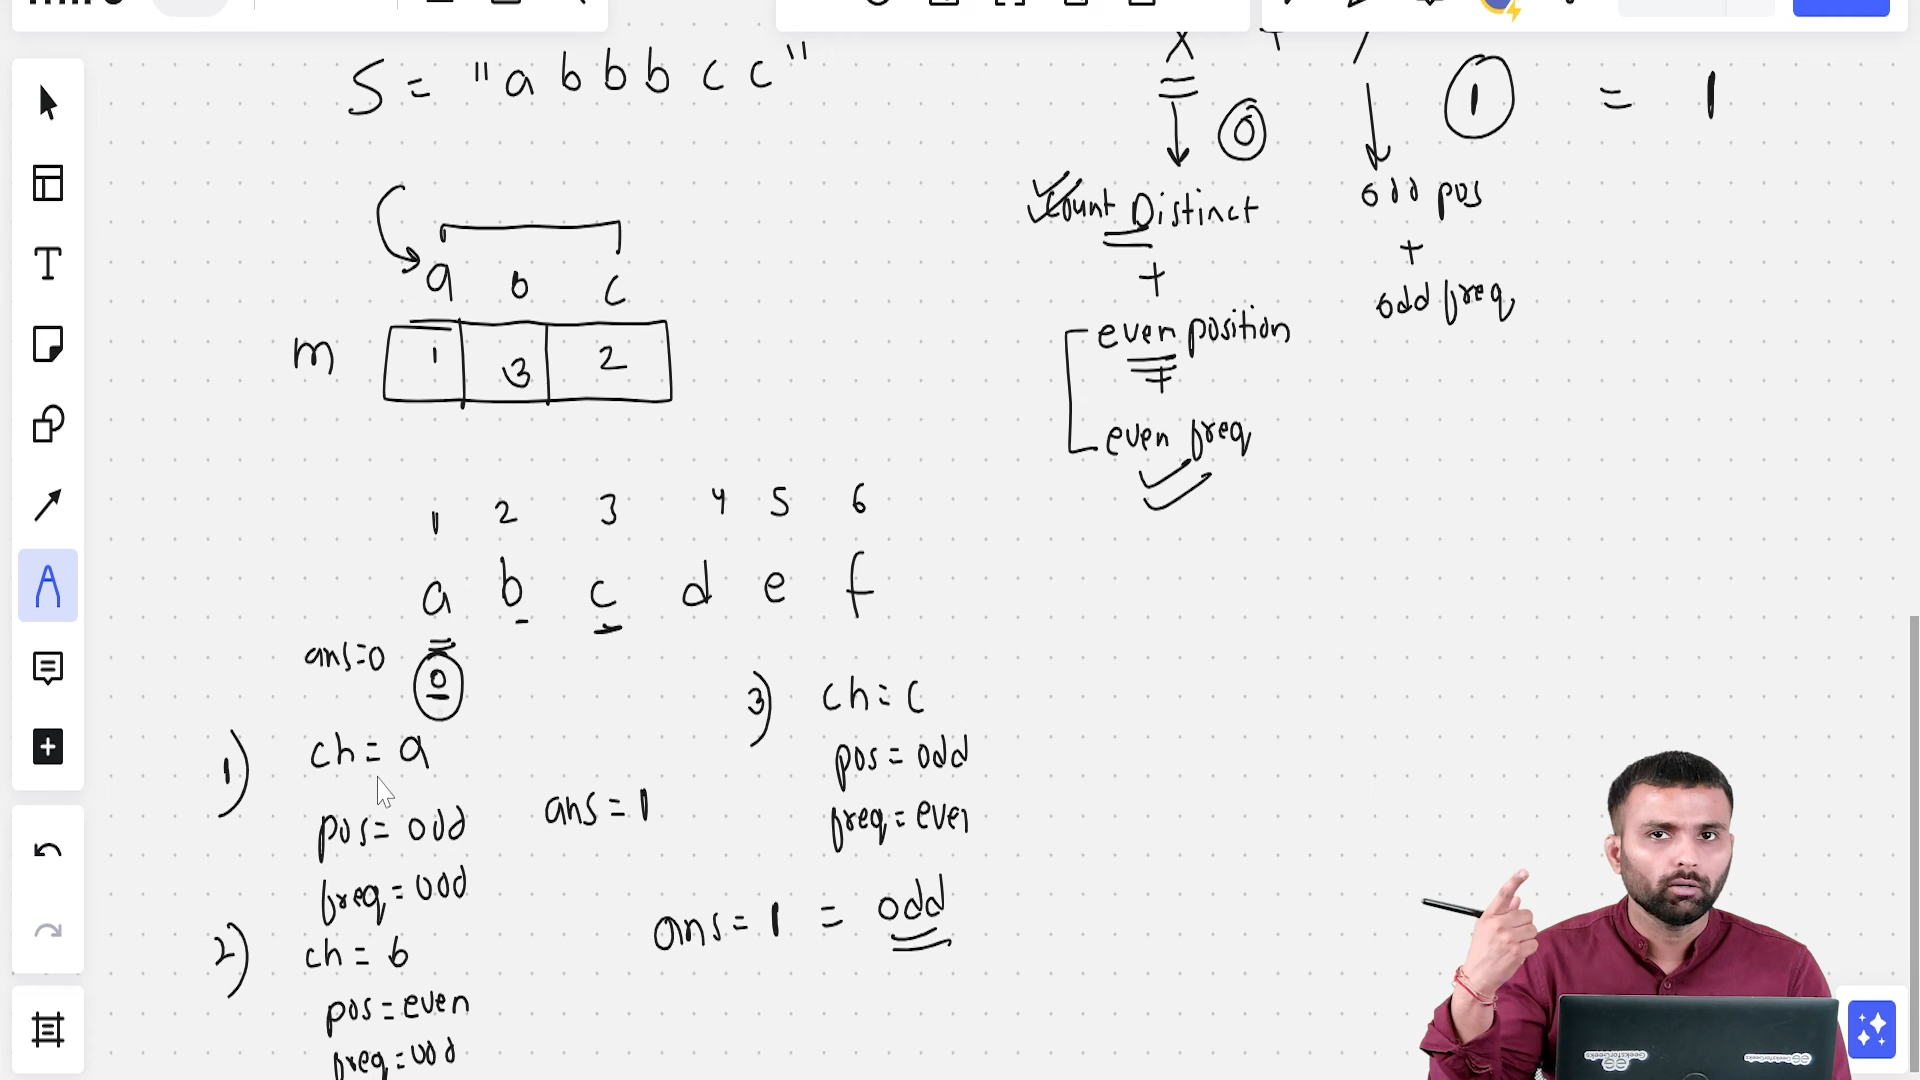 S = "a b b b c c"
X + Y
0
1 = 1
Count Distinct
+
even position
+
even freq
odd pos
+
odd freq
a b c
m 1 3 2
1 2 3 4 5 6
a b c d e f
ans=0
0
1) ch = a
pos = odd
freq = odd
ans = 1
2) ch = b
pos = even
freq = odd
3) ch = c
pos = odd
freq = even
ans = 1 = odd
GeeksforGeeks
GeeksforGeeks